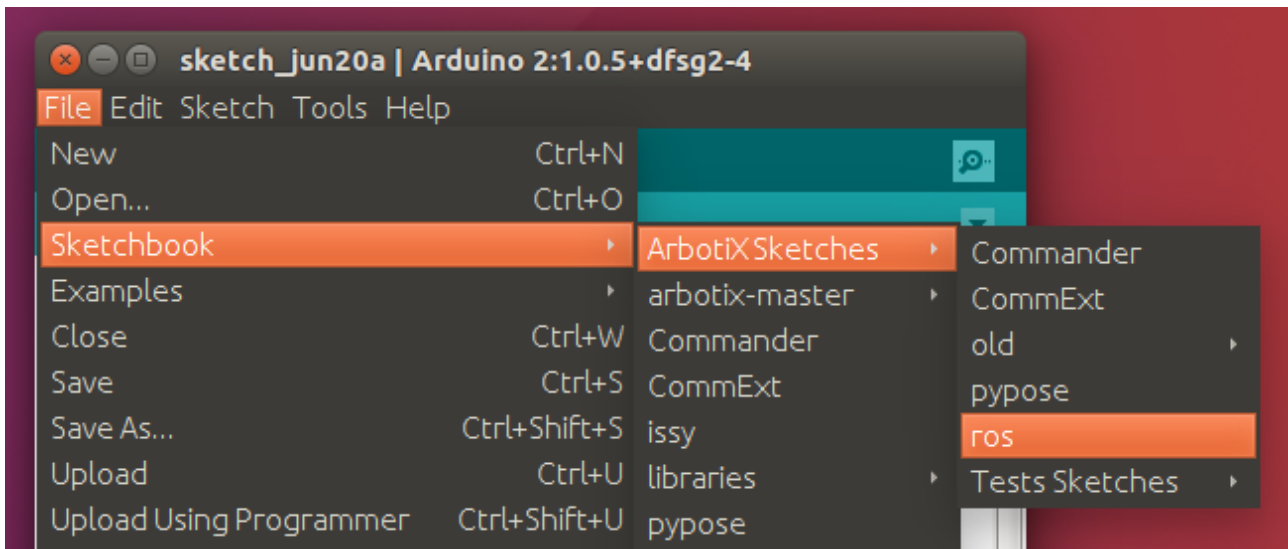 sketch_jun20a | Arduino 2:1.0.5+dfsg2-4
File Edit Sketch Tools Help
New Ctrl+N
Open... Ctrl+O
Sketchbook
Examples
Close Ctrl+W
Save Ctrl+S
Save As... Ctrl+Shift+S
Upload Ctrl+U
Upload Using Programmer Ctrl+Shift+U
ArbotiX Sketches
arbotix-master
Commander
CommExt
issy
libraries
pypose
Commander
CommExt
old
pypose
ros
Tests Sketches